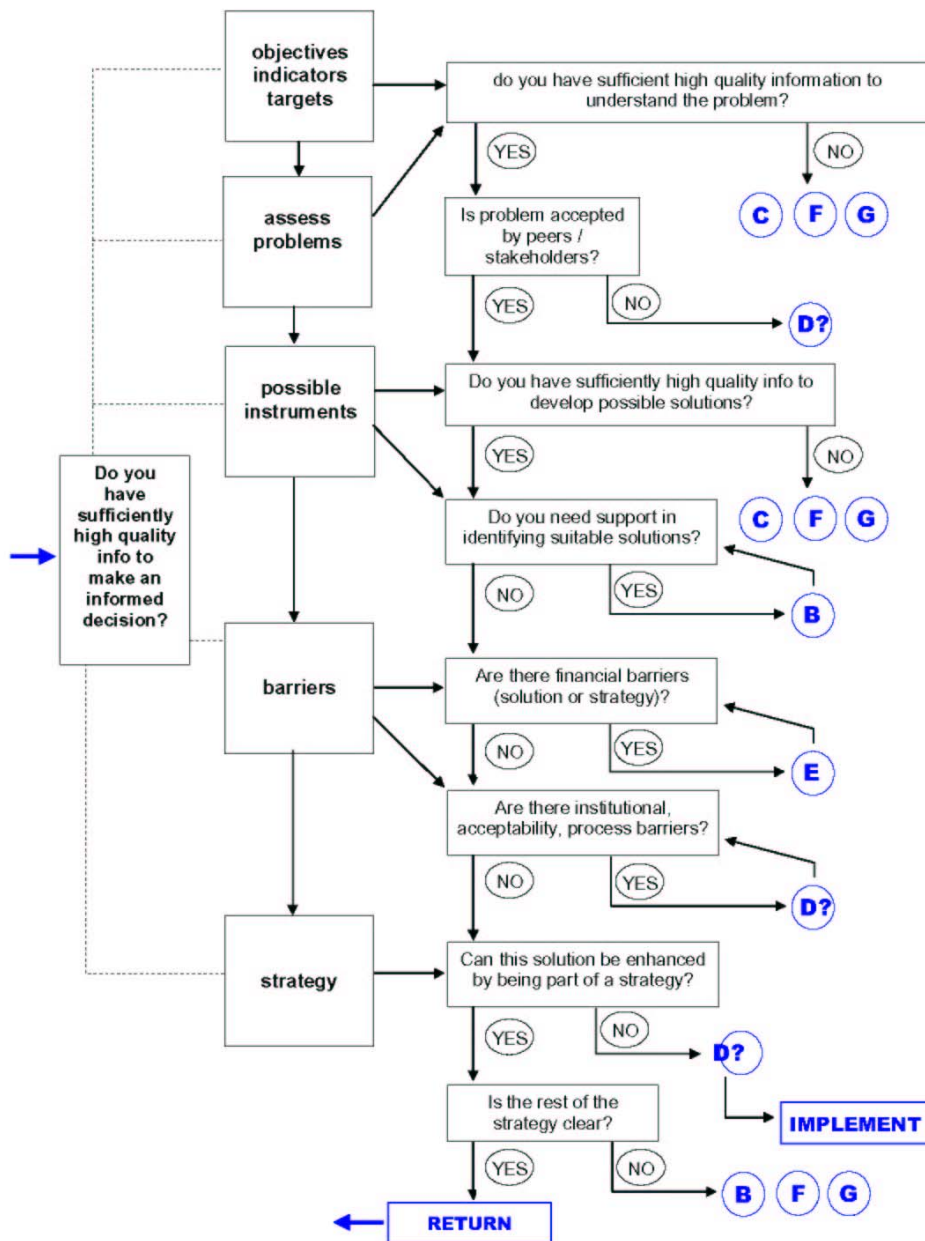 objectives
indicators
targets
do you have sufficient high quality information to
understand the problem?
YES
NO
C F G
assess
problems
Is problem accepted
by peers /
stakeholders?
YES
NO
D?
possible
instruments
Do you have sufficiently high quality info to
develop possible solutions?
YES
NO
C F G
Do you
have
sufficiently
high quality
info to
make an
informed
decision?
Do you need support in
identifying suitable solutions?
NO
YES
B
barriers
Are there financial barriers
(solution or strategy)?
NO
YES
E
Are there institutional,
acceptability, process barriers?
NO
YES
D?
strategy
Can this solution be enhanced
by being part of a strategy?
YES
NO
D?
IMPLEMENT
Is the rest of the
strategy clear?
YES
NO
B F G
RETURN